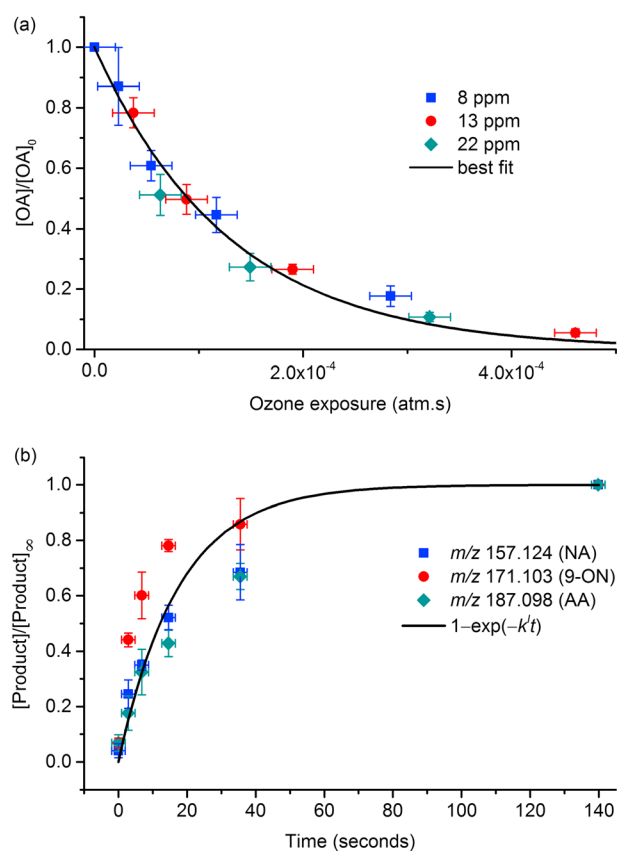 (a)
1.0
0.8
0.6
0.4
0.2
0.0
[OA]/[OA]₀
8 ppm
13 ppm
22 ppm
best fit
0.0 2.0x10⁻⁴ 4.0x10⁻⁴
Ozone exposure (atm.s)
(b)
1.0
0.8
0.6
0.4
0.2
0.0
[Product]/[Product]∞
m/z 157.124 (NA)
m/z 171.103 (9-ON)
m/z 187.098 (AA)
1−exp(−kᴵt)
0 20 40 60 80 100 120 140
Time (seconds)